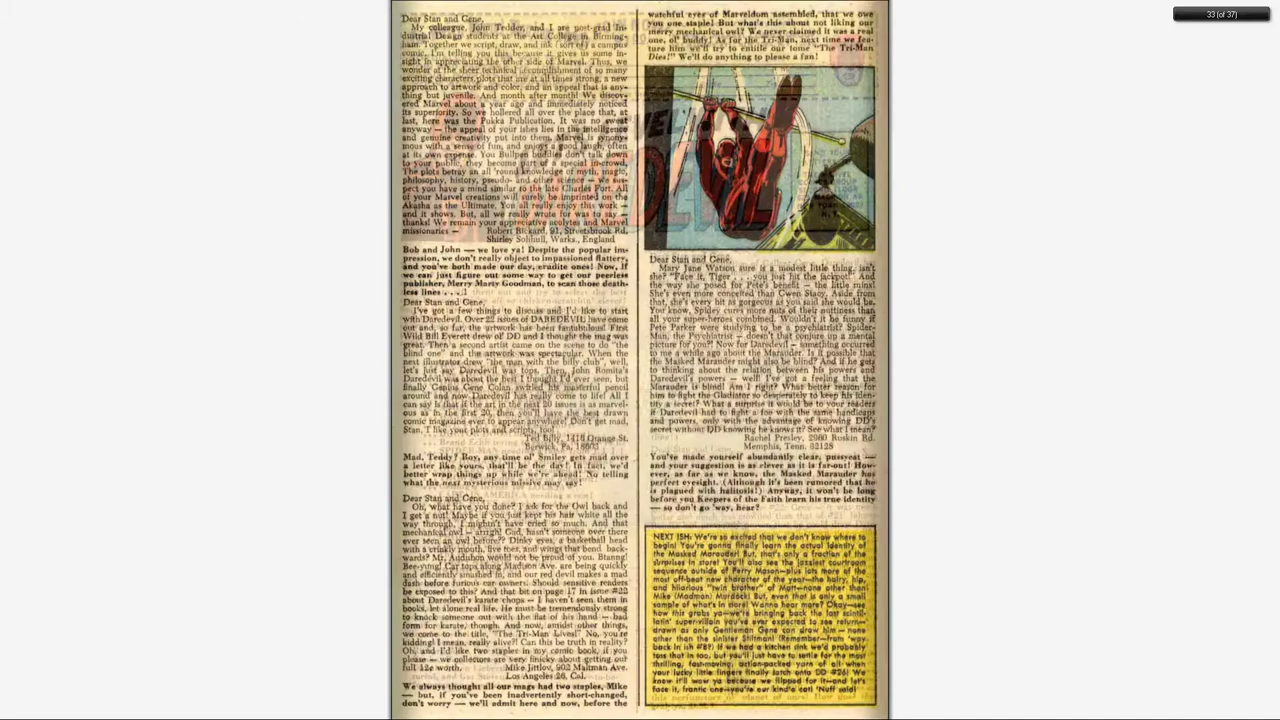 33 (of 37)
Dear Stan and Gene,
My colleague, John Tedder, and I are post-grad In-
dustrial Design students at the Art College in Birming-
ham. Together we script, draw, and ink (sort of) a campus
comic. I'm telling you this because it gives us some in-
sight in appreciating the other side of Marvel. Thus, we
wonder at the sheer technical accomplishment of so many
exciting characters, plots that are at all times strong, a new
approach to artwork and color, and an appeal that is any-
thing but juvenile. And month after month! We discov-
ered Marvel about a year ago and immediately noticed
its superiority. So we hollered all over the place that, at
last, here was the Pukka Publication. It was no sweat
anyway — the appeal of your ishes lies in the intelligence
and genuine creativity put into them. Marvel is synony-
mous with a sense of fun, and enjoys a good laugh, often
at its own expense. You Bullpen buddies don't talk down
to your public, they become part of a special in-crowd.
The plots betray an all 'round knowledge of myth, magic,
philosophy, history, pseudo- and other science — we sus-
pect you have a mind similar to the late Charles Fort. All
of your Marvel creations will surely be imprinted on the
Akasha as the Ultimate. You all really enjoy this work —
and it shows. But, all we really wrote for was to say —
thanks! We remain your appreciative acolytes and Marvel
missionaries — Robert Rickard, 91, Streetsbrook Rd,
Shirley Solihull, Warks., England
Bob and John — we love ya! Despite the popular im-
pression, we don't really object to impassioned flattery,
and you've both made our day, erudite ones! Now, if
we can just figure out some way to get our peerless
publisher, Merry Marty Goodman, to scan those death-
less lines . . . !
Dear Stan and Gene,
I've got a few things to discuss and I'd like to start
with Daredevil. Over 22 issues of DAREDEVIL have come
out and, so far, the artwork has been fantabulous! First
Wild Bill Everett drew ol' DD and I thought the mag was
great. Then a second artist came on the scene to do "the
blind one" and the artwork was spectacular. When the
next illustrator drew "the man with the billy club", well,
let's just say Daredevil was tops. Then, John Romita's
Daredevil was about the best I thought I'd ever seen, but
finally Genius Gene Colan swirled his masterful pencil
around and now Daredevil has really come to life! All I
can say is that if the art in the next 20 issues is as marvel-
ous as in the first 20, then you'll have the best drawn
comic magazine ever to appear anywhere! Don't get mad,
Stan. I like your plots and scripts, too!
Ted Billy, 1416 Orange St.
Berwick, Pa. 18603
Mad, Teddy? Boy, any time ol' Smiley gets mad over
a letter like yours, that'll be the day! In fact, we'd
better wrap things up while we're ahead! No telling
what the next mysterious missive may say!
Dear Stan and Gene,
Oh, what have you done? I ask for the Owl back and
I get a nut! Maybe if you just kept his hair white all the
way through, I mightn't have cried so much. And that
mechanical owl — arrigh! Gad, hasn't someone over there
ever seen an owl before?? Dinky eyes, a basketball head
with a crinkly mouth, five toes, and wings that bend back-
wards? Mr. Audubon would not be proud of you. Btanng!
Bee-yung! Car tops along Madison Ave. are being quickly
and efficiently smashed in, and our red devil makes a mad
dash before furious car owners. Should sensitive readers
be exposed to this? And that bit on page 17 in issue #22
about Daredevil's karate chops — I haven't seen them in
books, let alone real life. He must be tremendously strong
to knock someone out with the flat of his hand — bad
form for karate, though. And now, amidst other things,
we come to the title, "The Tri-Man Lives!" No, you're
kidding! I mean, really alive?! Can this be truth in reality?
Oh, and I'd like two staples in my comic book, if you
please — we collectors are very finicky about getting our
full 12¢ worth. Mike Jittlov, 902 Maltman Ave.
Los Angeles 26, Cal.
We always thought all our mags had two staples, Mike
— but, if you've been inadvertently short-changed,
don't worry — we'll admit here and now, before the
watchful eyes of Marveldom assembled, that we owe
you one staple! But what's this about not liking our
merry mechanical owl? We never claimed it was a real
one, ol' buddy! As for the Tri-Man, next time we fea-
ture him we'll try to entitle our tome "The Tri-Man
Dies!" We'll do anything to please a fan!
Dear Stan and Gene,
Mary Jane Watson sure is a modest little thing, isn't
she? "Face it, Tiger . . . you just hit the jackpot!" And
the way she posed for Pete's benefit — the little minx!
She's even more conceited than Gwen Stacy. Aside from
that, she's every bit as gorgeous as you said she would be.
You know, Spidey cures more nuts of their nuttiness than
all your super-heroes combined. Wouldn't it be funny if
Pete Parker were studying to be a psychiatrist? Spider-
Man, the Psychiatrist — doesn't that conjure up a mental
picture for you?! Now for Daredevil — something occurred
to me a while ago about the Marauder. Is it possible that
the Masked Marauder might also be blind? And if he gets
to thinking about the relation between his powers and
Daredevil's powers — well! I've got a feeling that the
Marauder is blind! Am I right? What better reason for
him to fight the Gladiator so desperately to keep his iden-
tity a secret? What a surprise it would be to your readers
if Daredevil had to fight a foe with the same handicaps
and powers, only with the advantage of knowing DD's
secret without DD knowing he knows it? See what I mean?
Rachel Presley, 2960 Ruskin Rd.
Memphis, Tenn. 32128
You've made yourself abundantly clear, pussycat —
and your suggestion is as clever as it is far-out! How-
ever, as far as we know, the Masked Marauder has
perfect eyesight. (Although it's been rumored that he
is plagued with halitosis!) Anyway, it won't be long
before you Keepers of the Faith learn his true identity
— so don't go 'way, hear?
NEXT ISH: We're so excited that we don't know where to
begin! You're gonna finally learn the actual identity of
the Masked Marauder! But, that's only a fraction of the
surprises in store! You'll also see the jazziest courtroom
sequence outside of Perry Mason—plus lots more of the
most off-beat new character of the year—the hairy, hip,
and hilarious "twin brother" of Matt—none other than
Mike (Madman) Murdock! But, even that is only a small
sample of what's in store! Wanna hear more? Okay—see
how this grabs ya—we're bringing back the last scintil-
latin' super-villain you've ever expected to see return—
drawn as only Gentleman Gene can draw him — none
other than the sinister Stiltman! (Remember—from 'way
back in ish #8?) If we had a kitchen sink we'd probably
toss that in too, but you'll just have to settle for the most
thrilling, fast-moving, action-packed yarn of all when
your lucky little fingers finally latch onto DD #26! We
know it'll wow ya because we flipped for it—and let's
face it, frantic one—you're our kind'a cat! 'Nuff said!